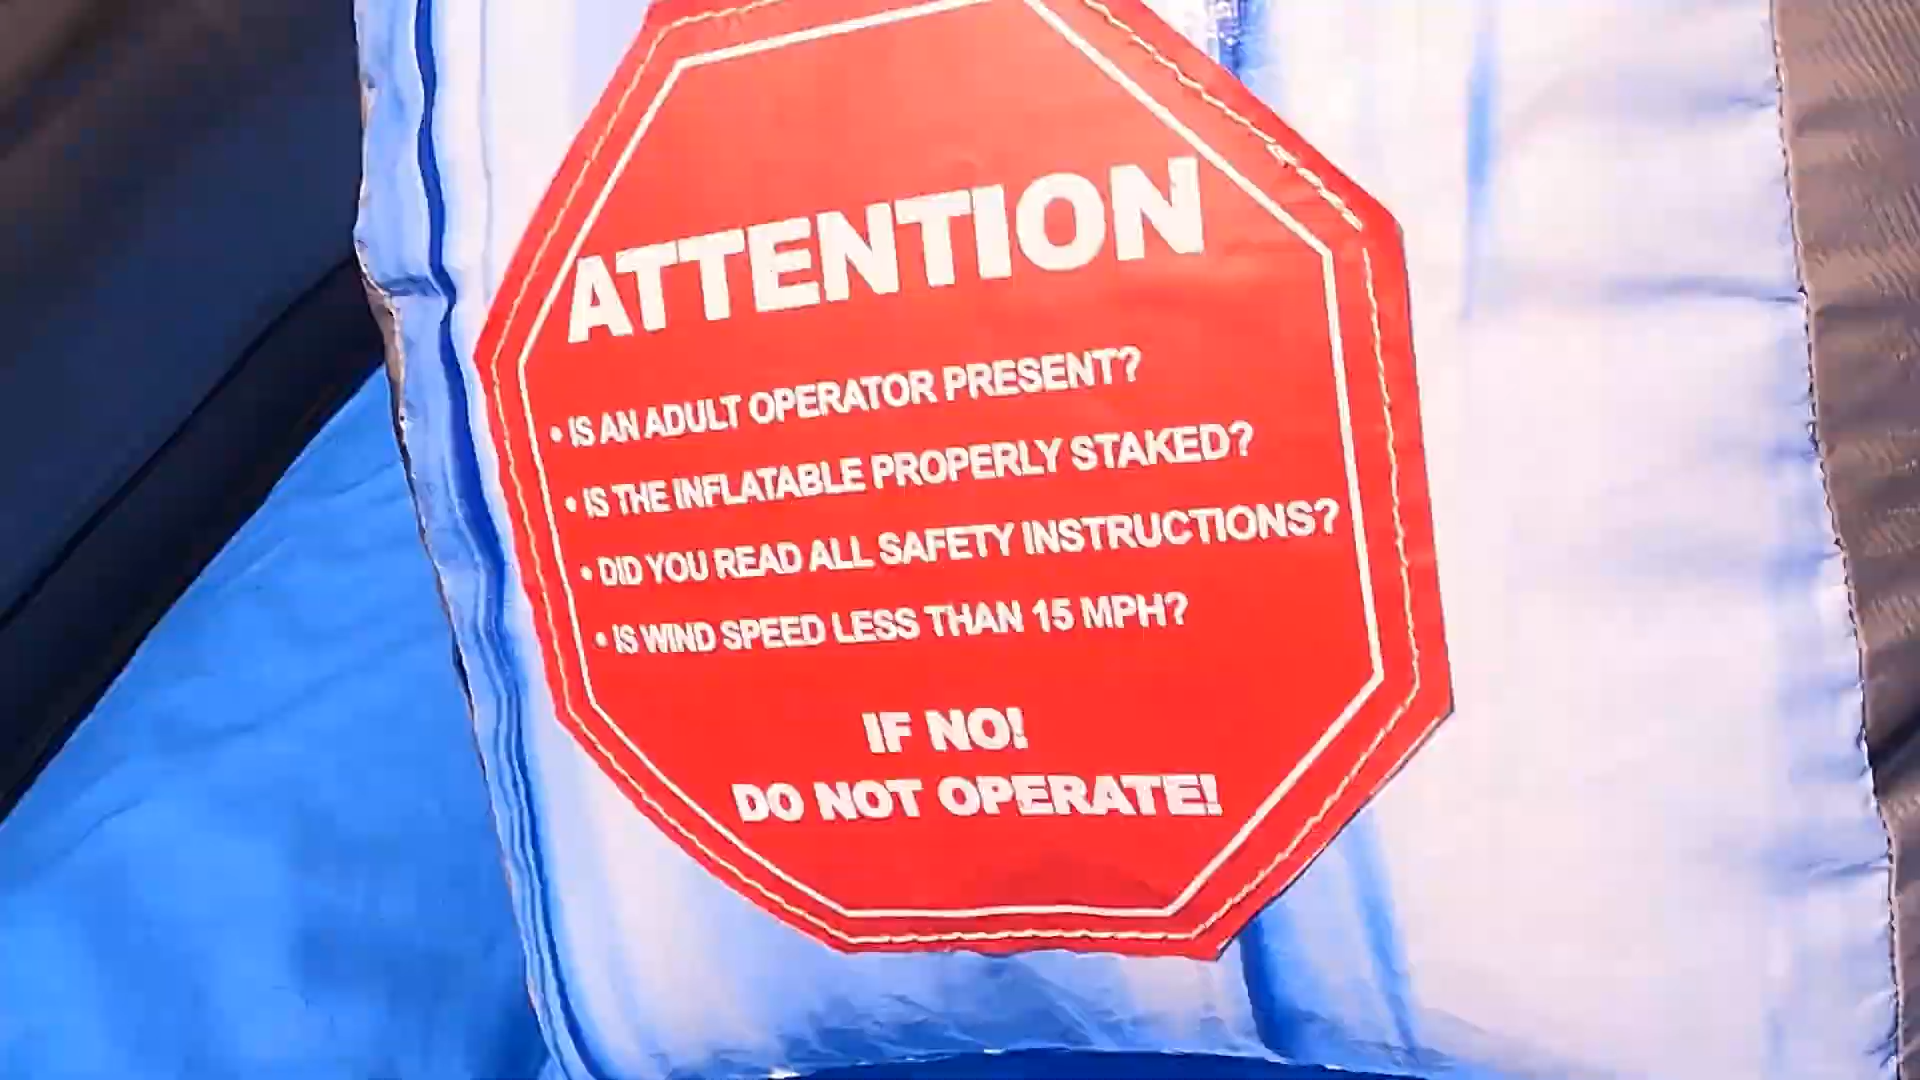 ATTENTION
• IS AN ADULT OPERATOR PRESENT?
• IS THE INFLATABLE PROPERLY STAKED?
• DID YOU READ ALL SAFETY INSTRUCTIONS?
• IS WIND SPEED LESS THAN 15 MPH?
IF NO!
DO NOT OPERATE!